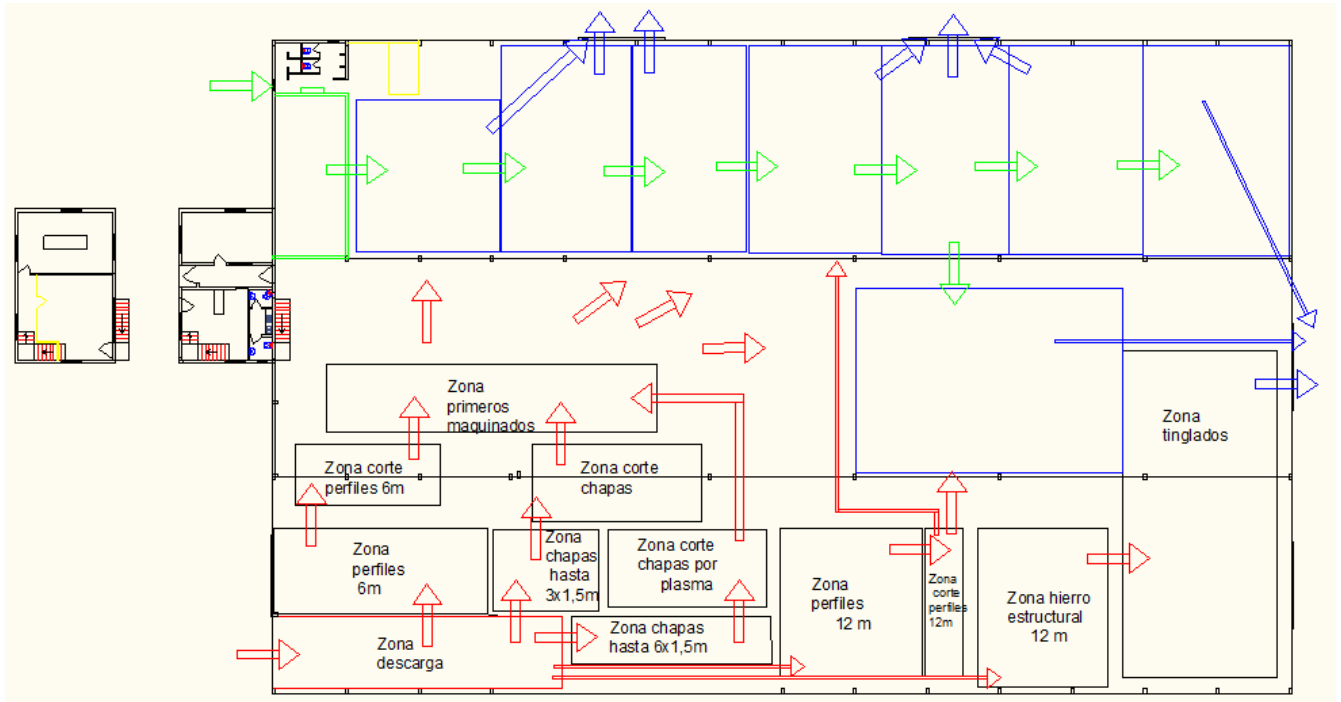 Zona
primeros
maquinados
Zona
tinglados
Zona corte
perfiles 6m
Zona corte
chapas
Zona
perfiles
6m
Zona
chapas
hasta
3x1,5m
Zona corte
chapas por
plasma
Zona
perfiles
12 m
Zona
corte
perfiles
12m
Zona hierro
estructural
12 m
Zona
descarga
Zona chapas
hasta 6x1,5m